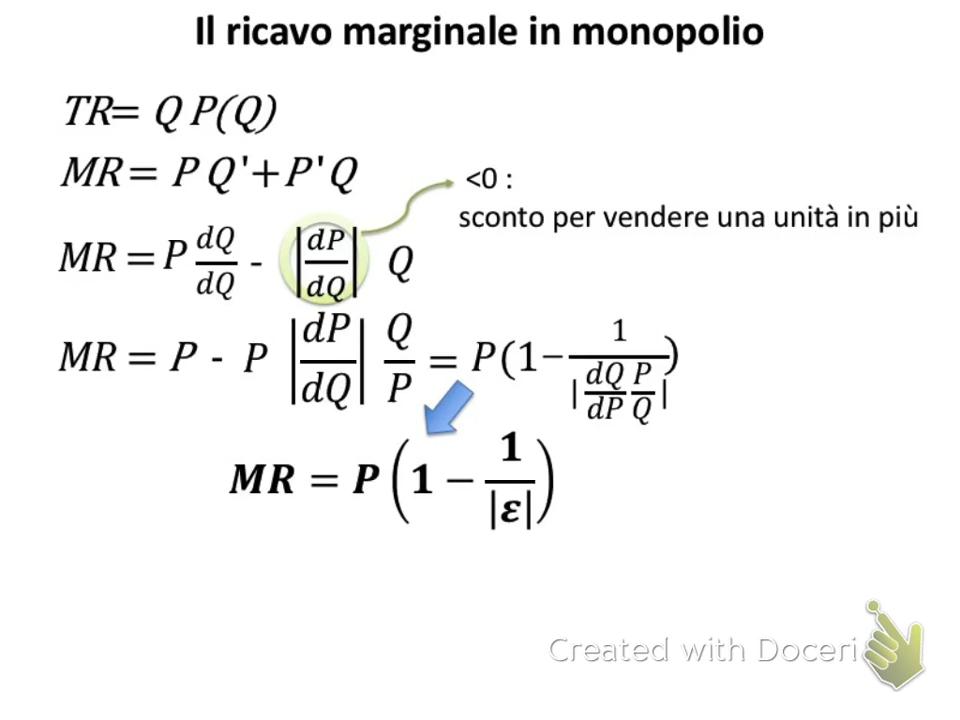 Il ricavo marginale in monopolio
TR= Q P(Q)
MR= P Q'+P'Q
<0 :
sconto per vendere una unità in più
MR = P dQ/dQ - |dP/dQ| Q
MR = P - P |dP/dQ| Q/P = P(1 − 1/|dQ/dP P/Q|)
MR = P (1 − 1/|ε|)
Created with Doceri